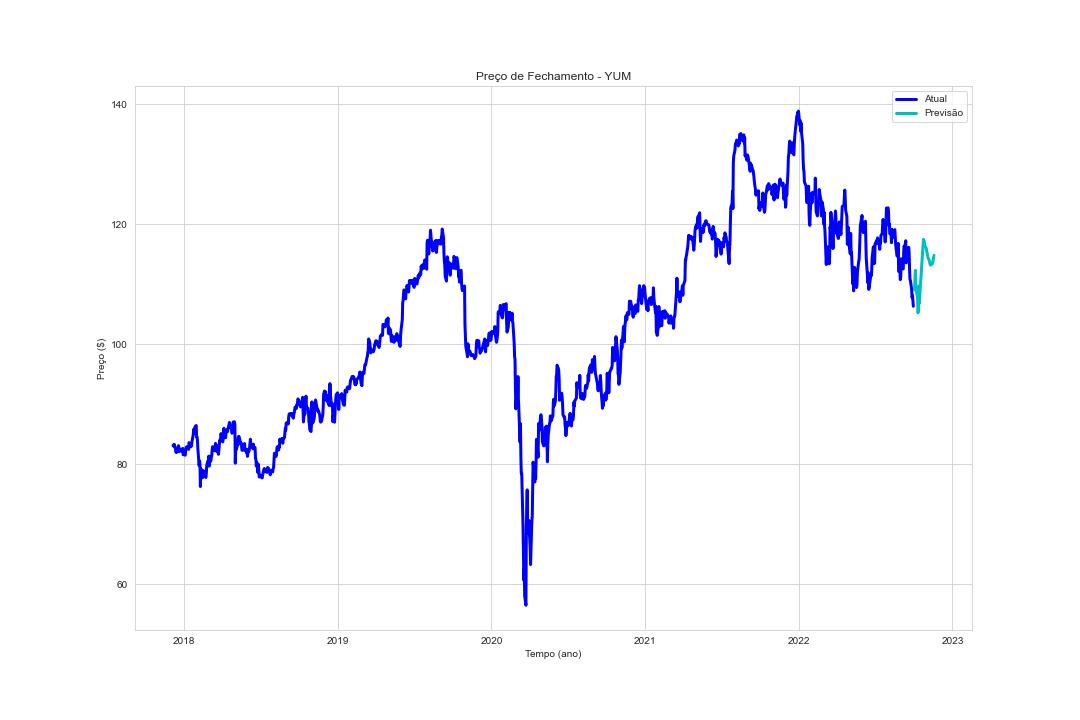 Preço de Fechamento - YUM
Atual
Previsão
140
120
100
80
60
Preço ($)
2018 2019 2020 2021 2022 2023
Tempo (ano)